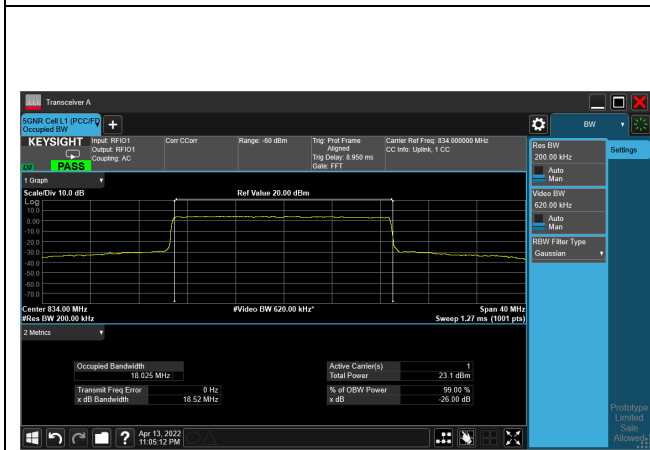 Transceiver A
5GNR Cell L1 (PCC/FD
Occupied BW
BW
KEYSIGHT
PASS
Input: RFIO1
Output: RFIO1
Coupling: AC
Corr CCorr
Range: -60 dBm
Trig: Prot Frame
Aligned
Trig Delay: 8.950 ms
Gate: FFT
Carrier Ref Freq: 834.000000 MHz
CC Info: Uplink, 1 CC
1 Graph
Scale/Div 10.0 dB
Ref Value 20.00 dBm
Log
10.0
0.00
-10.0
-20.0
-30.0
-40.0
-50.0
-60.0
-70.0
Center 834.00 MHz
#Video BW 620.00 kHz*
Span 40 MHz
#Res BW 200.00 kHz
Sweep 1.27 ms (1001 pts)
2 Metrics
Occupied Bandwidth
18.025 MHz
Transmit Freq Error 0 Hz
x dB Bandwidth 18.52 MHz
Active Carrier(s) 1
Total Power 23.1 dBm
% of OBW Power 99.00 %
x dB -26.00 dB
Res BW
200.00 kHz
Auto
Man
Video BW
620.00 kHz
Auto
Man
RBW Filter Type
Gaussian
Settings
Prototype
Limited
Sale
Allowed
?
Apr 13, 2022
11:05:12 PM